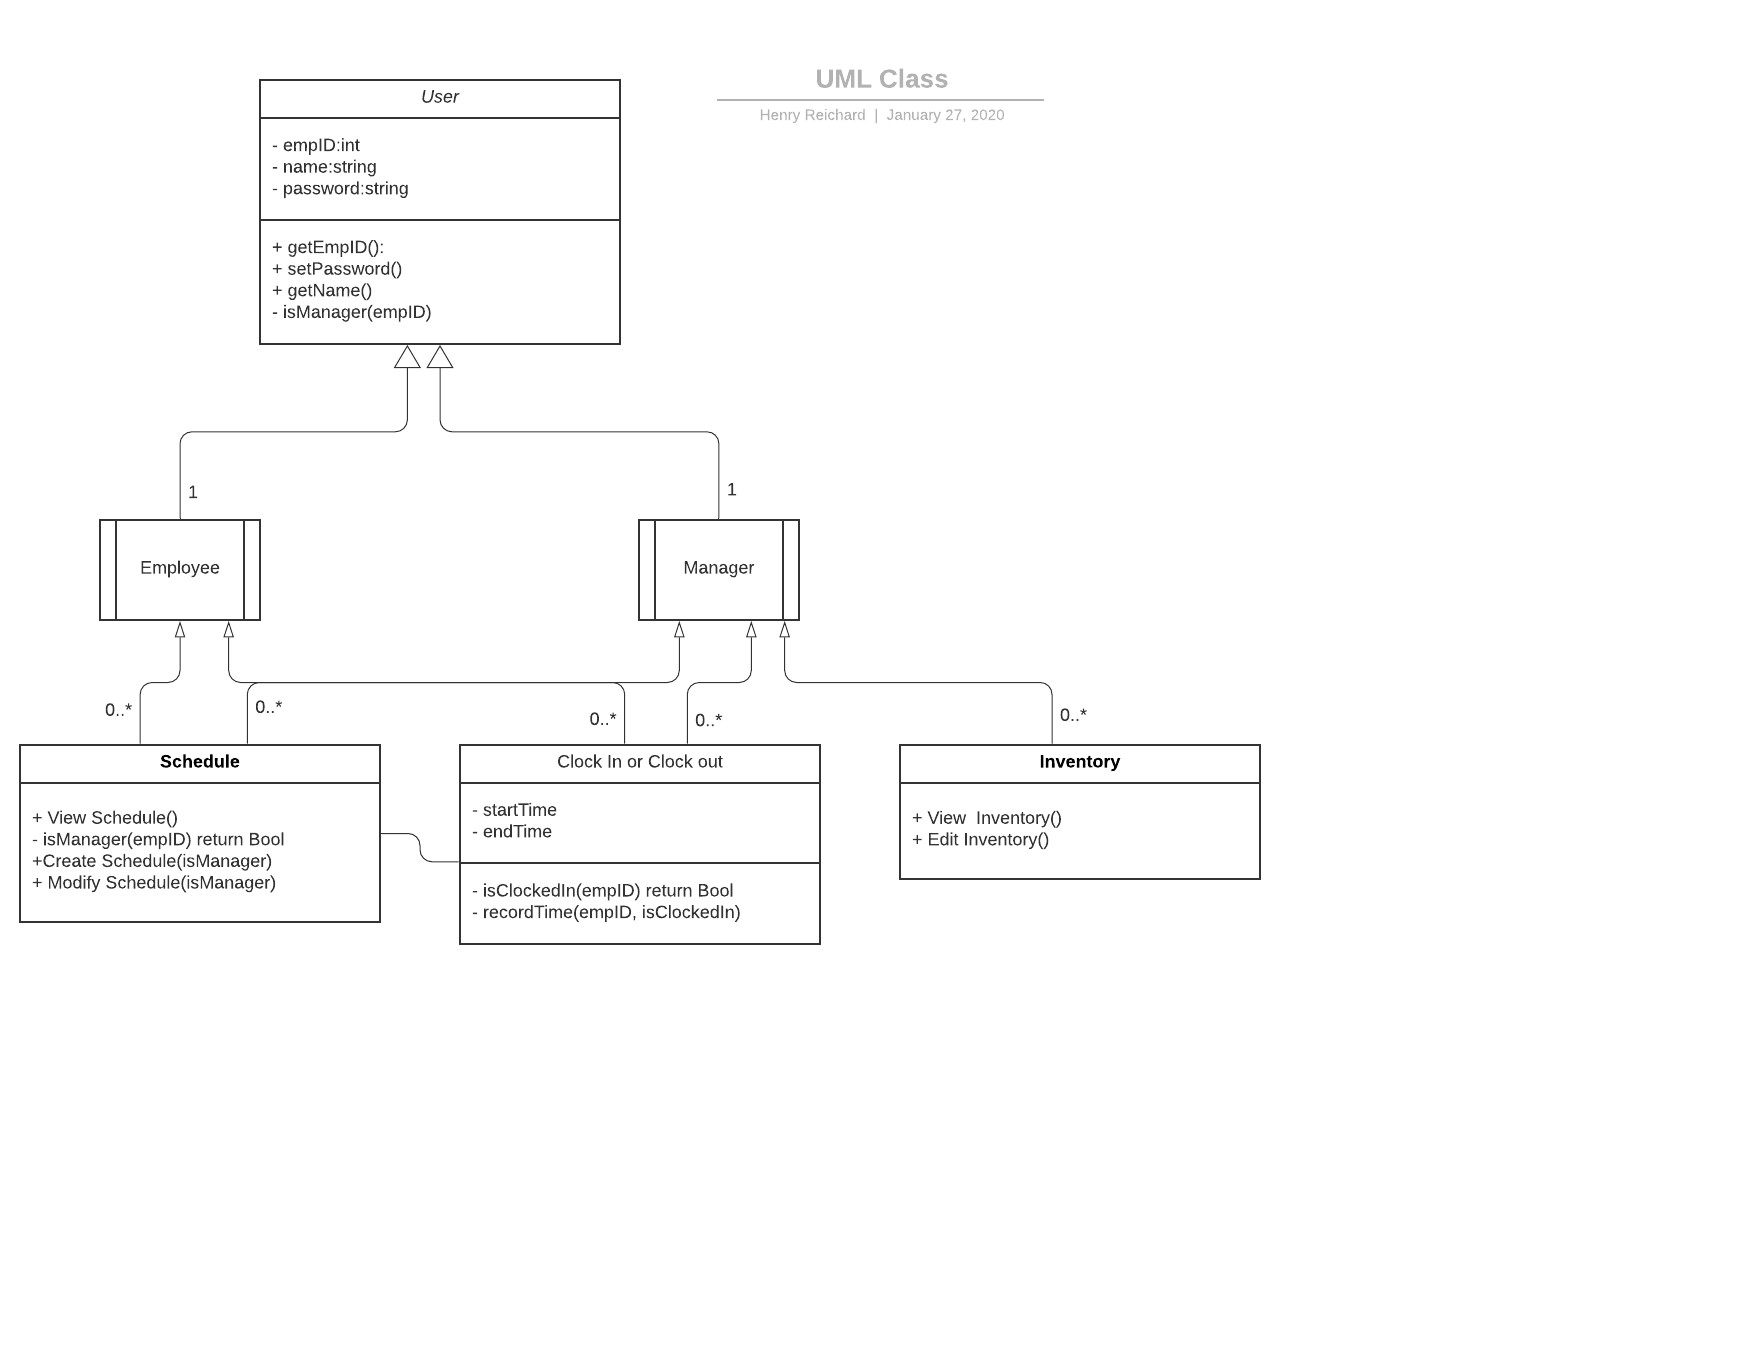 UML Class
Henry Reichard | January 27, 2020
User
- empID:int
- name:string
- password:string
+ getEmpID():
+ setPassword()
+ getName()
- isManager(empID)
1
1
Employee
Manager
0..*
0..*
0..*
0..*
0..*
Schedule
+ View Schedule()
- isManager(empID) return Bool
+Create Schedule(isManager)
+ Modify Schedule(isManager)
Clock In or Clock out
- startTime
- endTime
- isClockedIn(empID) return Bool
- recordTime(empID, isClockedIn)
Inventory
+ View  Inventory()
+ Edit Inventory()